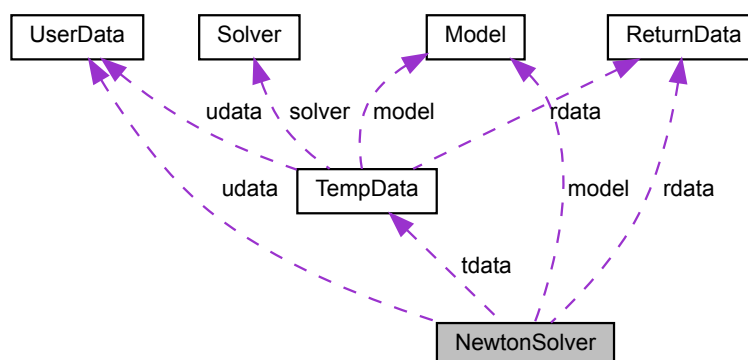 UserData
Solver
Model
ReturnData
udata
solver
model
rdata
TempData
udata
model
rdata
tdata
NewtonSolver